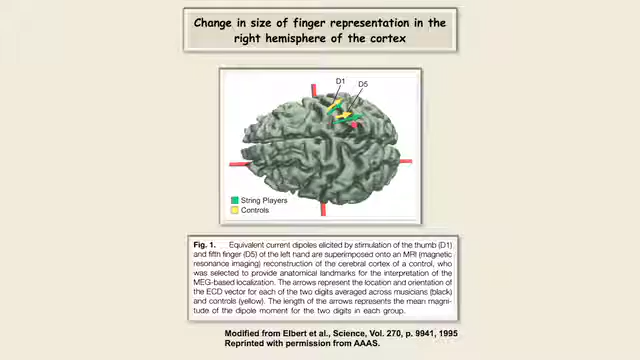 Change in size of finger representation in the
right hemisphere of the cortex
D1
D5
String Players
Controls
Fig. 1. Equivalent current dipoles elicited by stimulation of the thumb (D1)
and fifth finger (D5) of the left hand are superimposed onto an MRI (magnetic
resonance imaging) reconstruction of the cerebral cortex of a control, who
was selected to provide anatomical landmarks for the interpretation of the
MEG-based localization. The arrows represent the location and orientation of
the ECD vector for each of the two digits averaged across musicians (black)
and controls (yellow). The length of the arrows represents the mean magni-
tude of the dipole moment for the two digits in each group.
Modified from Elbert et al., Science, Vol. 270, p. 9941, 1995
Reprinted with permission from AAAS.